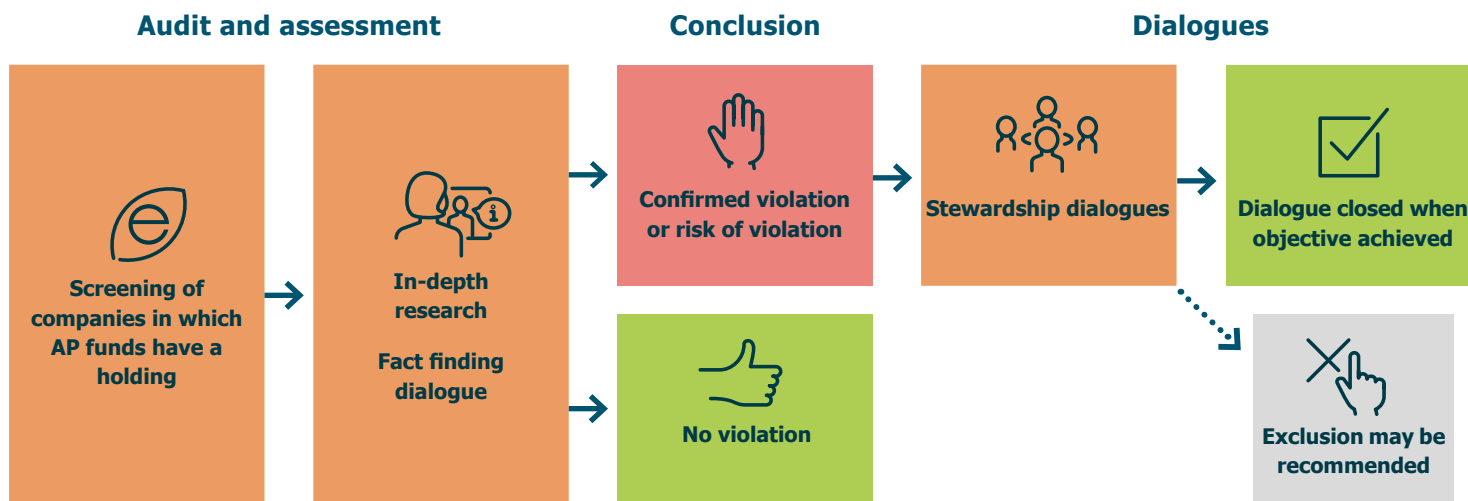 Audit and assessment
Conclusion
Dialogues
Screening of
companies in which
AP funds have a
holding
In-depth
research
Fact finding
dialogue
Confirmed violation
or risk of violation
No violation
Stewardship dialogues
Dialogue closed when
objective achieved
Exclusion may be
recommended